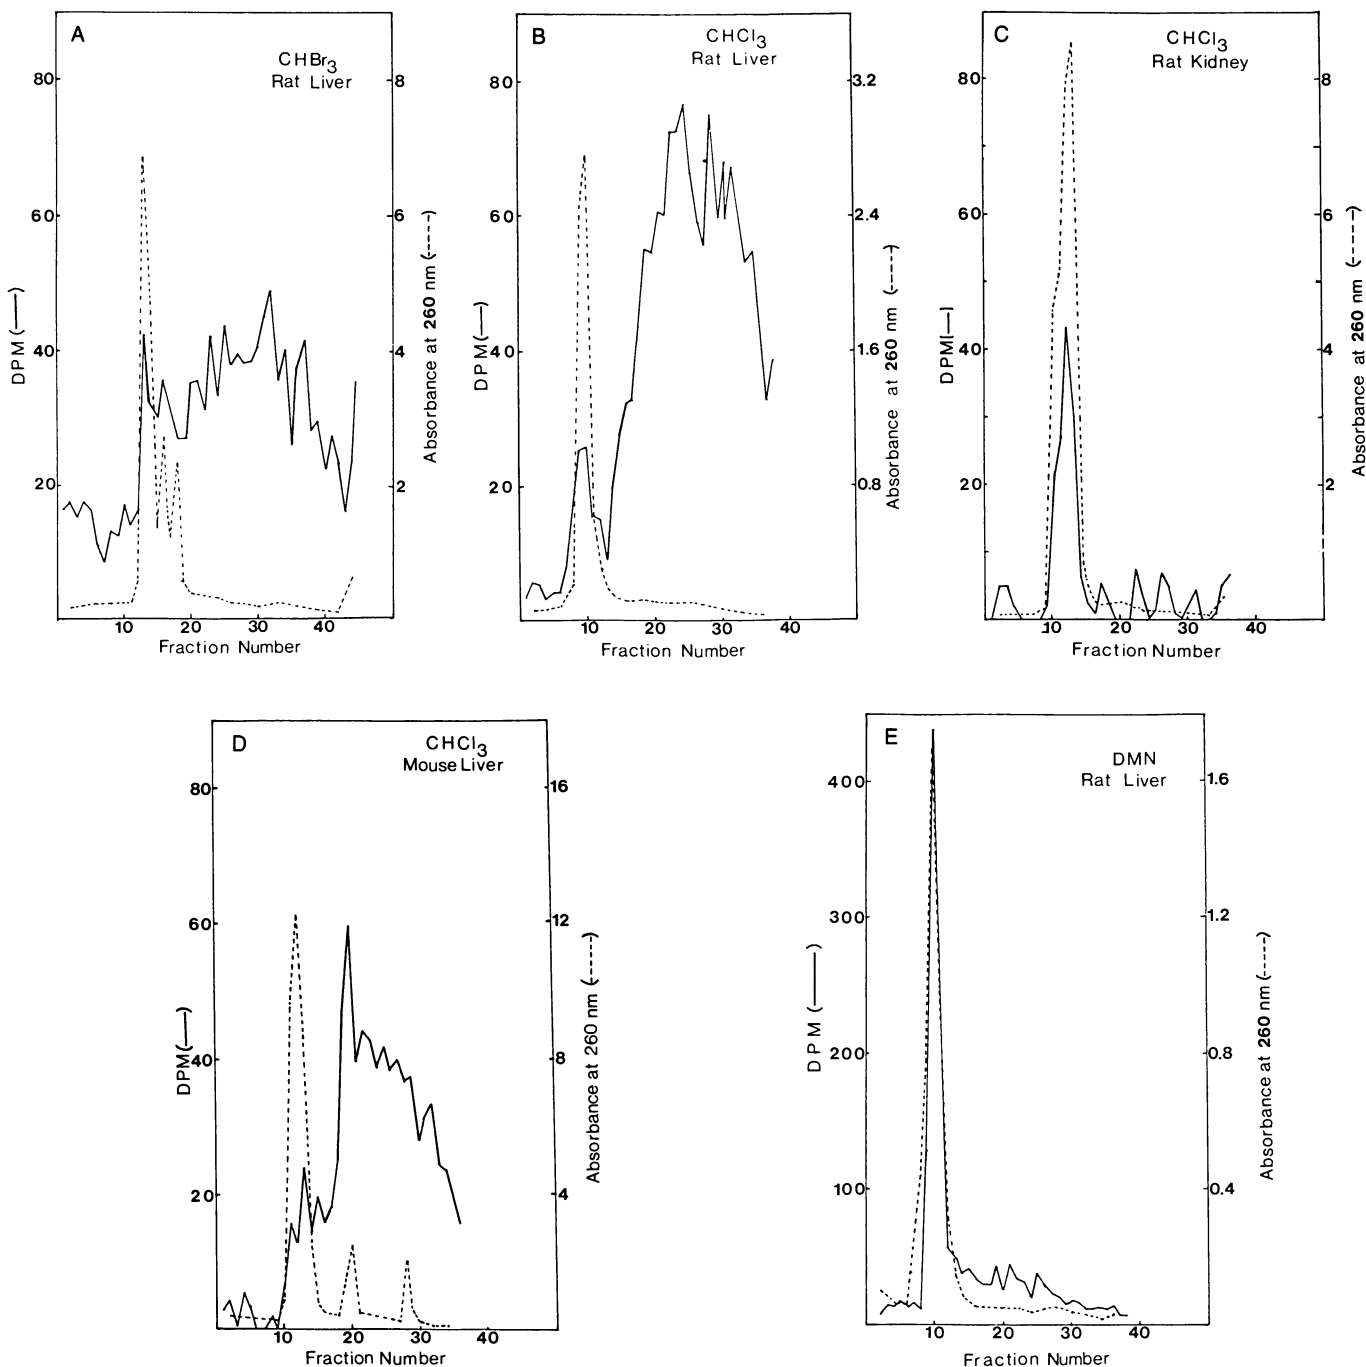 A
CHBr3
Rat Liver
80
60
40
20
8
6
4
2
DPM (——)
Absorbance at 260 nm (----)
10 20 30 40
Fraction Number
B
CHCl3
Rat Liver
80
60
40
20
3.2
2.4
1.6
0.8
DPM(——)
Absorbance at 260 nm (----)
10 20 30 40
Fraction Number
C
CHCl3
Rat Kidney
80
60
40
20
8
6
4
2
DPM(—)
Absorbance at 260 nm (----)
10 20 30 40
Fraction Number
D
CHCl3
Mouse Liver
80
60
40
20
16
12
8
4
DPM(——)
Absorbance at 260 nm (----)
10 20 30 40
Fraction Number
E
DMN
Rat Liver
400
300
200
100
1.6
1.2
0.8
0.4
DPM (——)
Absorbance at 260 nm (----)
10 20 30 40
Fraction Number